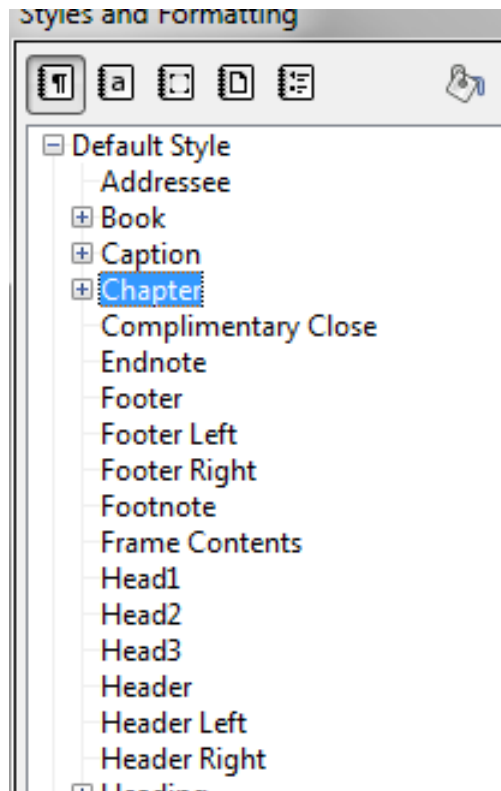 Styles and Formatting
Default Style
Addressee
Book
Caption
Chapter
Complimentary Close
Endnote
Footer
Footer Left
Footer Right
Footnote
Frame Contents
Head1
Head2
Head3
Header
Header Left
Header Right
Heading